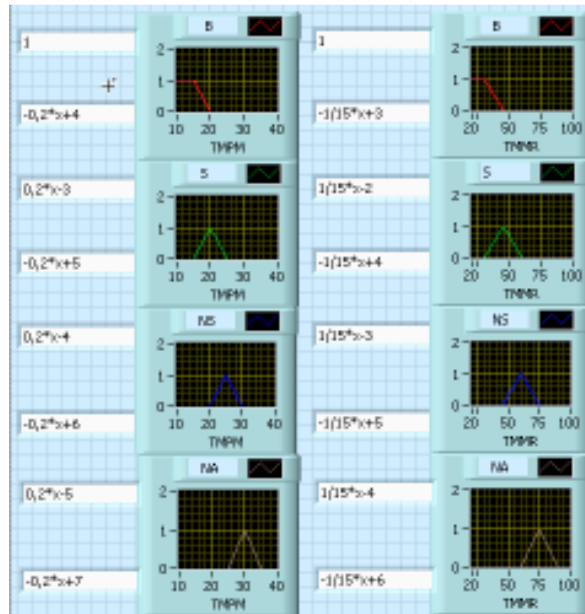 B
1
2
1
0
-0,2*x+4
10 20 30 40
TMPM
S
0,2*x-3
2
1
0
-0,2*x+5
10 20 30 40
TMPM
NS
0,2*x-4
2
1
0
-0,2*x+6
10 20 30 40
TMPM
NA
0,2*x-5
2
1
0
-0,2*x+7
10 20 30 40
TMPM
B
1
2
1
0
-1/15*x+3
20 50 75 100
TMMR
S
1/15*x-2
2
1
0
-1/15*x+4
20 50 75 100
TMMR
NS
1/15*x-3
2
1
0
-1/15*x+5
20 50 75 100
TMMR
NA
1/15*x-4
2
1
0
-1/15*x+6
20 50 75 100
TMMR